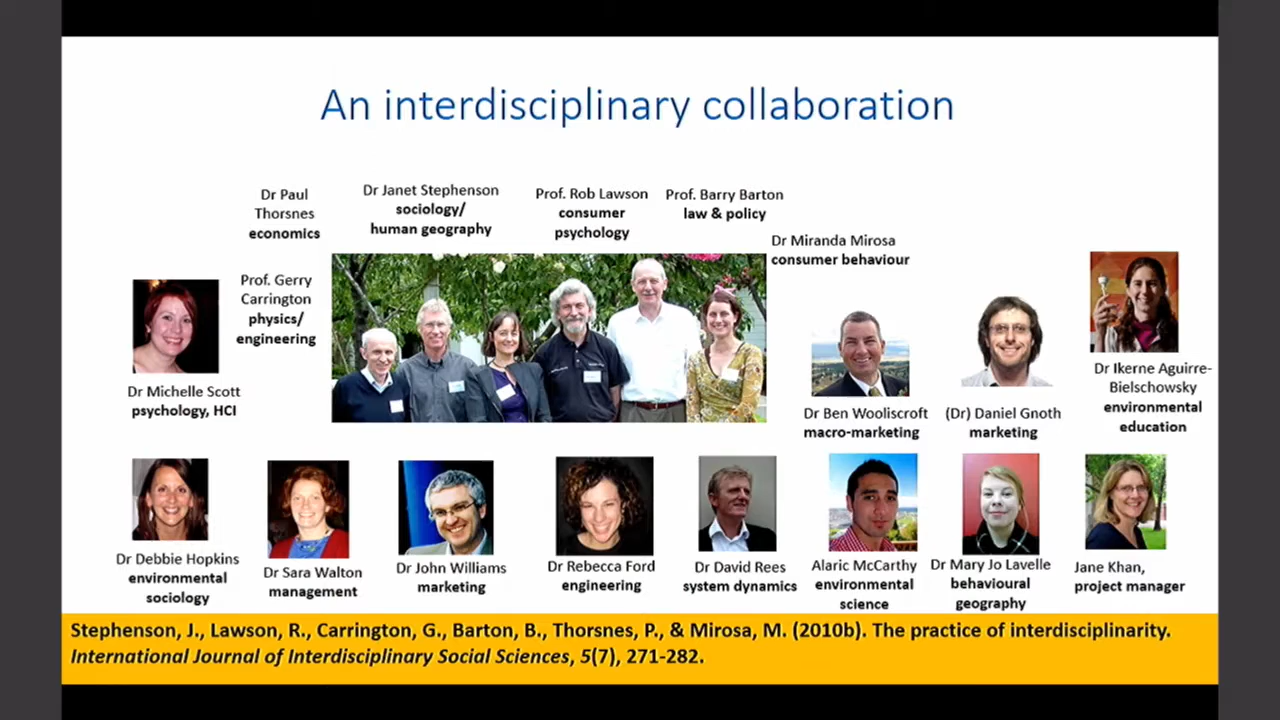 An interdisciplinary collaboration
Dr Paul
Thorsnes
economics
Dr Janet Stephenson
sociology/
human geography
Prof. Rob Lawson
consumer
psychology
Prof. Barry Barton
law & policy
Dr Miranda Mirosa
consumer behaviour
Prof. Gerry
Carrington
physics/
engineering
Dr Michelle Scott
psychology, HCI
Dr Ben Wooliscroft
macro-marketing
(Dr) Daniel Gnoth
marketing
Dr Ikerne Aguirre-
Bielschowsky
environmental
education
Dr Debbie Hopkins
environmental
sociology
Dr Sara Walton
management
Dr John Williams
marketing
Dr Rebecca Ford
engineering
Dr David Rees
system dynamics
Alaric McCarthy
environmental
science
Dr Mary Jo Lavelle
behavioural
geography
Jane Khan,
project manager
Stephenson, J., Lawson, R., Carrington, G., Barton, B., Thorsnes, P., & Mirosa, M. (2010b). The practice of interdisciplinarity.
International Journal of Interdisciplinary Social Sciences, 5(7), 271-282.